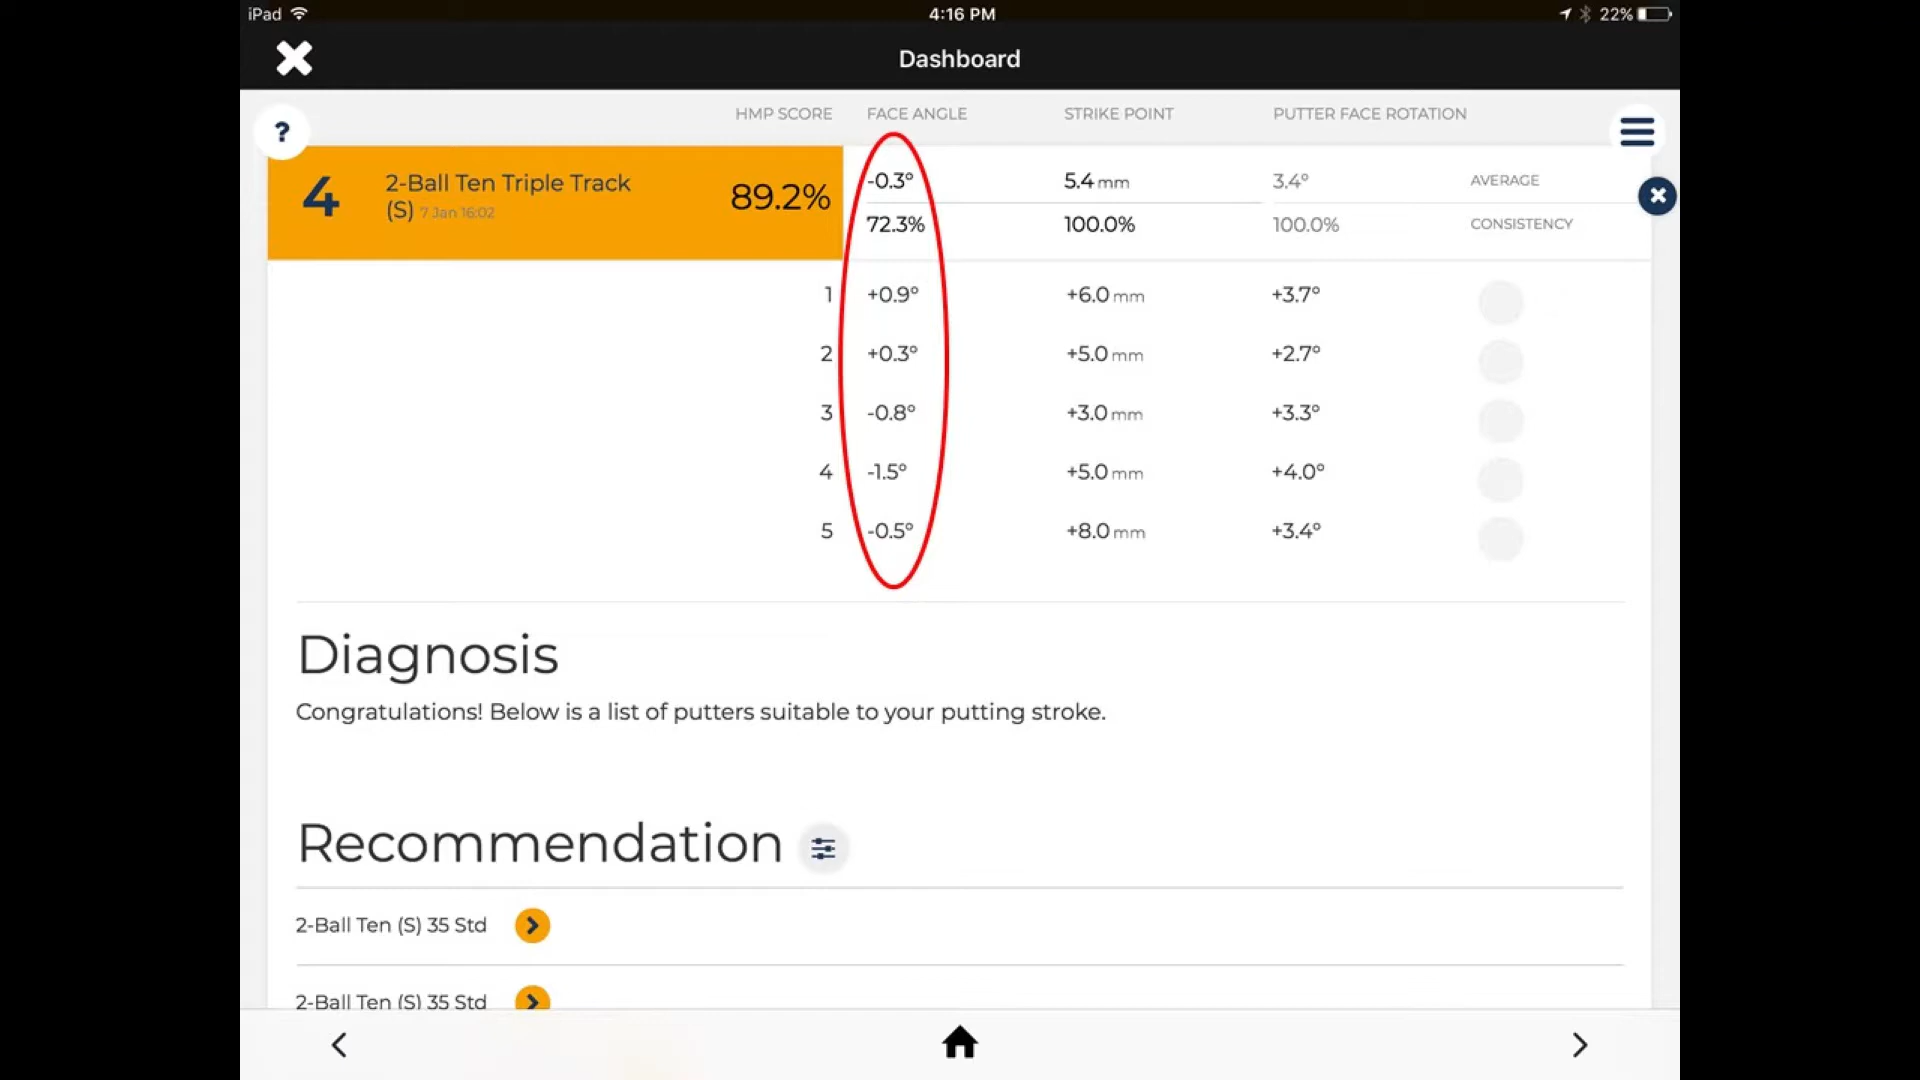 iPad 4:16 PM 22%
Dashboard
HMP SCORE FACE ANGLE STRIKE POINT PUTTER FACE ROTATION
?
4 2-Ball Ten Triple Track 89.2% -0.3° 5.4 mm 3.4° AVERAGE
(S) 7 Jan 16:02 72.3% 100.0% 100.0% CONSISTENCY
1 +0.9° +6.0 mm +3.7°
2 +0.3° +5.0 mm +2.7°
3 -0.8° +3.0 mm +3.3°
4 -1.5° +5.0 mm +4.0°
5 -0.5° +8.0 mm +3.4°
Diagnosis
Congratulations! Below is a list of putters suitable to your putting stroke.
Recommendation
2-Ball Ten (S) 35 Std
2-Ball Ten (S) 35 Std